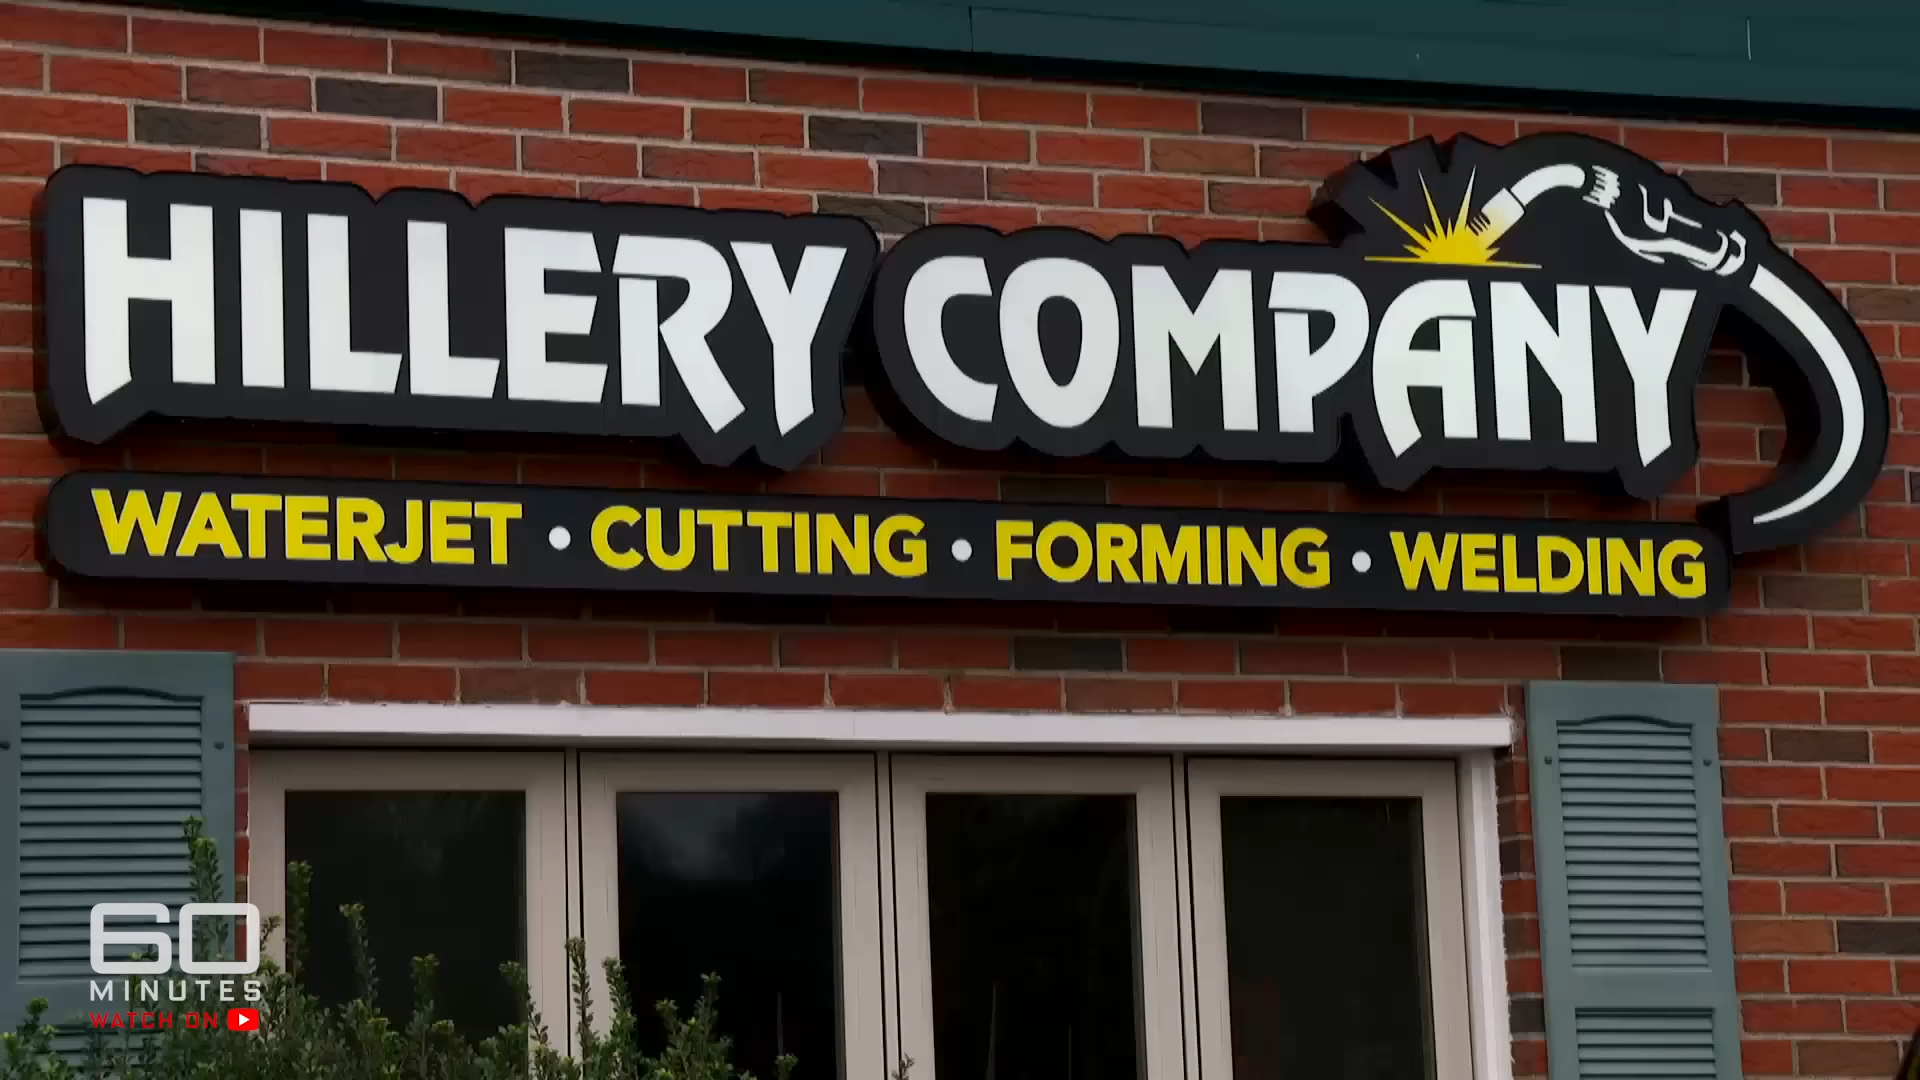 HILLERY COMPANY
WATERJET • CUTTING • FORMING • WELDING
60
MINUTES
WATCH ON